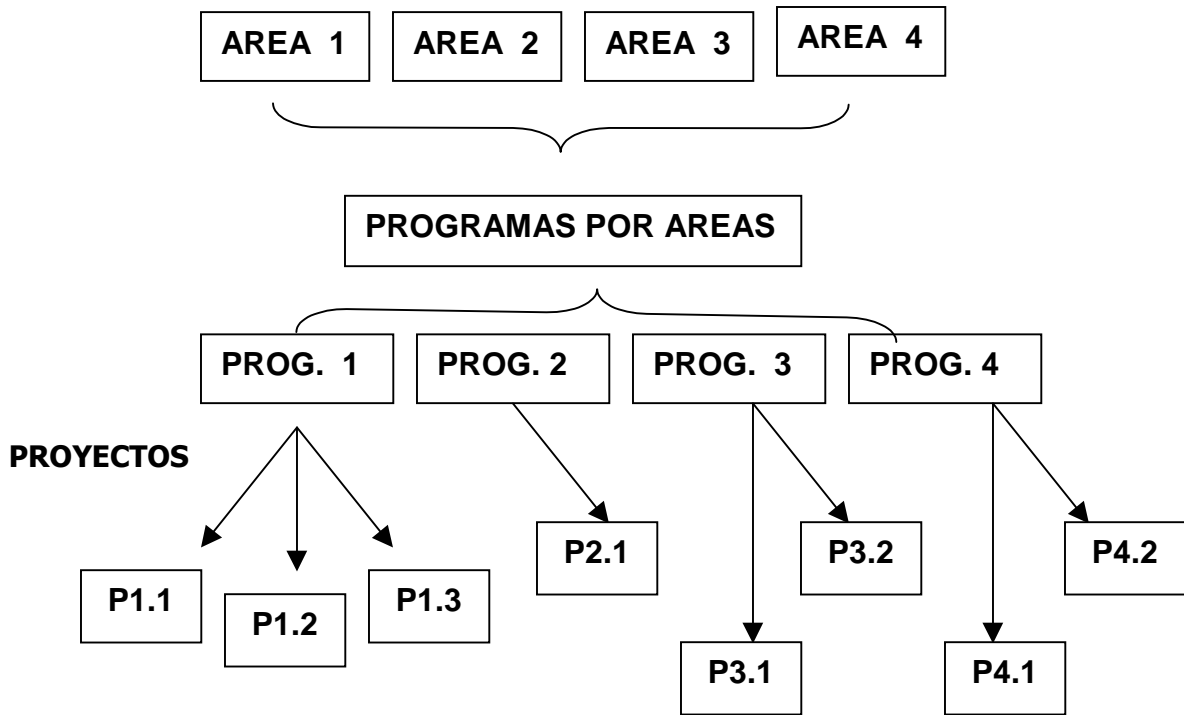 AREA 1
AREA 2
AREA 3
AREA 4
PROGRAMAS POR AREAS
PROG. 1
PROG. 2
PROG. 3
PROG. 4
PROYECTOS
P1.1
P1.2
P1.3
P2.1
P3.1
P3.2
P4.1
P4.2